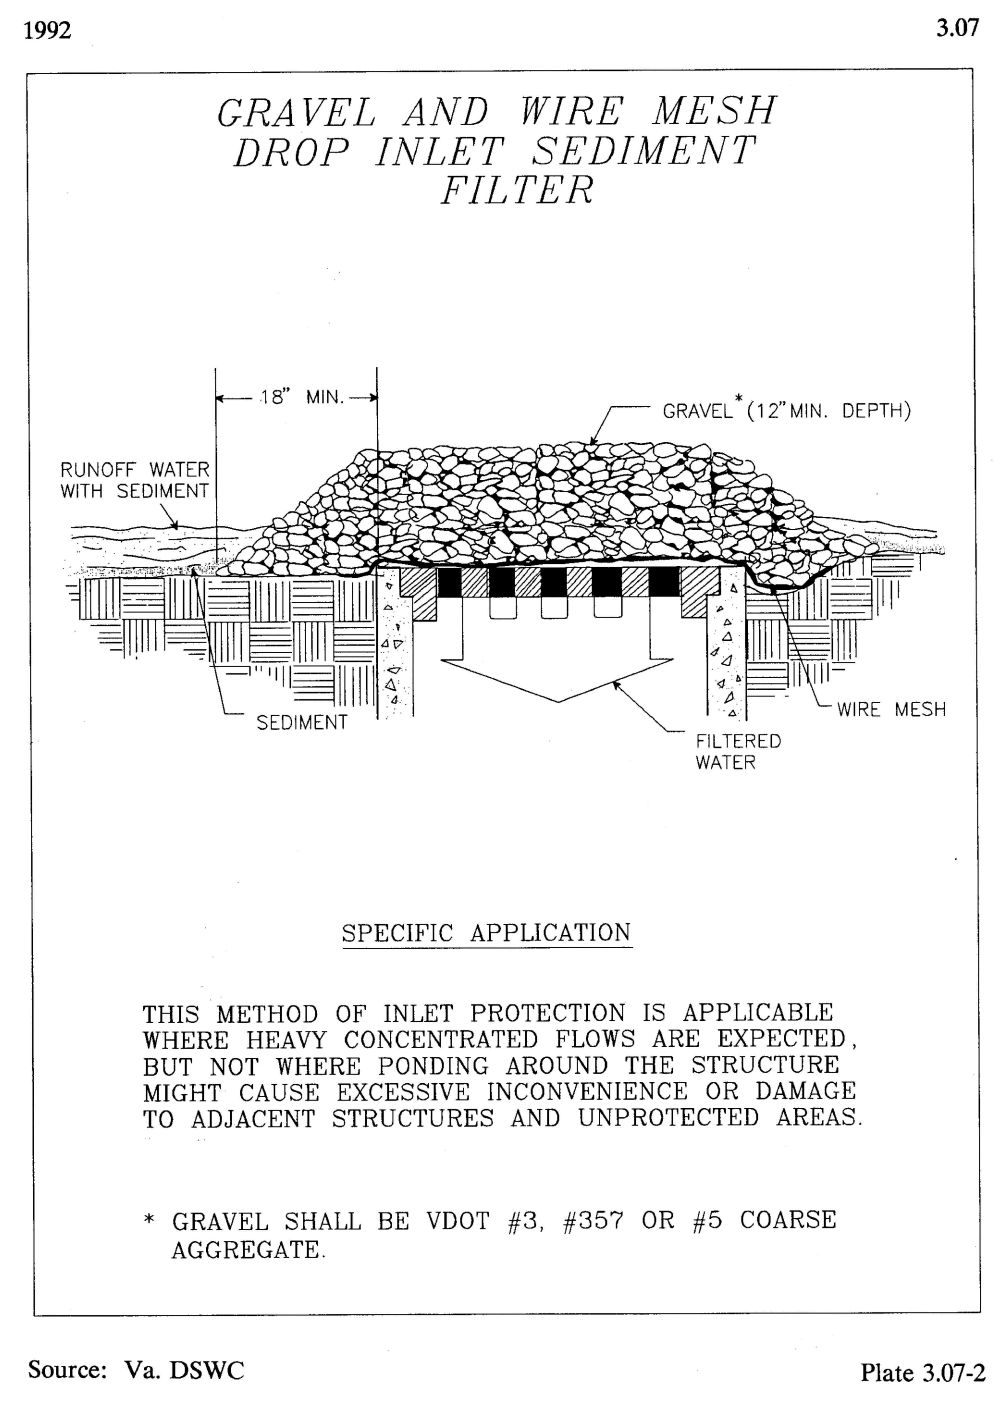 1992
3.07
GRAVEL AND WIRE MESH
DROP INLET SEDIMENT
FILTER
18" MIN.
GRAVEL* (12" MIN. DEPTH)
RUNOFF WATER
WITH SEDIMENT
SEDIMENT
WIRE MESH
FILTERED
WATER
SPECIFIC APPLICATION
THIS METHOD OF INLET PROTECTION IS APPLICABLE
WHERE HEAVY CONCENTRATED FLOWS ARE EXPECTED,
BUT NOT WHERE PONDING AROUND THE STRUCTURE
MIGHT CAUSE EXCESSIVE INCONVENIENCE OR DAMAGE
TO ADJACENT STRUCTURES AND UNPROTECTED AREAS.
* GRAVEL SHALL BE VDOT #3, #357 OR #5 COARSE
AGGREGATE.
Source: Va. DSWC
Plate 3.07-2